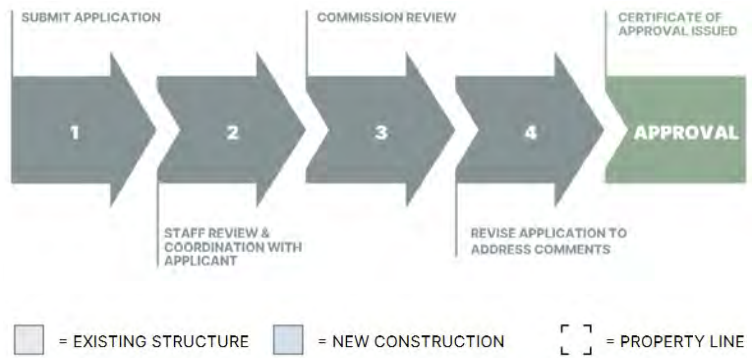 SUBMIT APPLICATION
COMMISSION REVIEW
CERTIFICATE OF
APPROVAL ISSUED
1
2
3
4
APPROVAL
STAFF REVIEW &
COORDINATION WITH
APPLICANT
REVISE APPLICATION TO
ADDRESS COMMENTS
= EXISTING STRUCTURE
= NEW CONSTRUCTION
= PROPERTY LINE